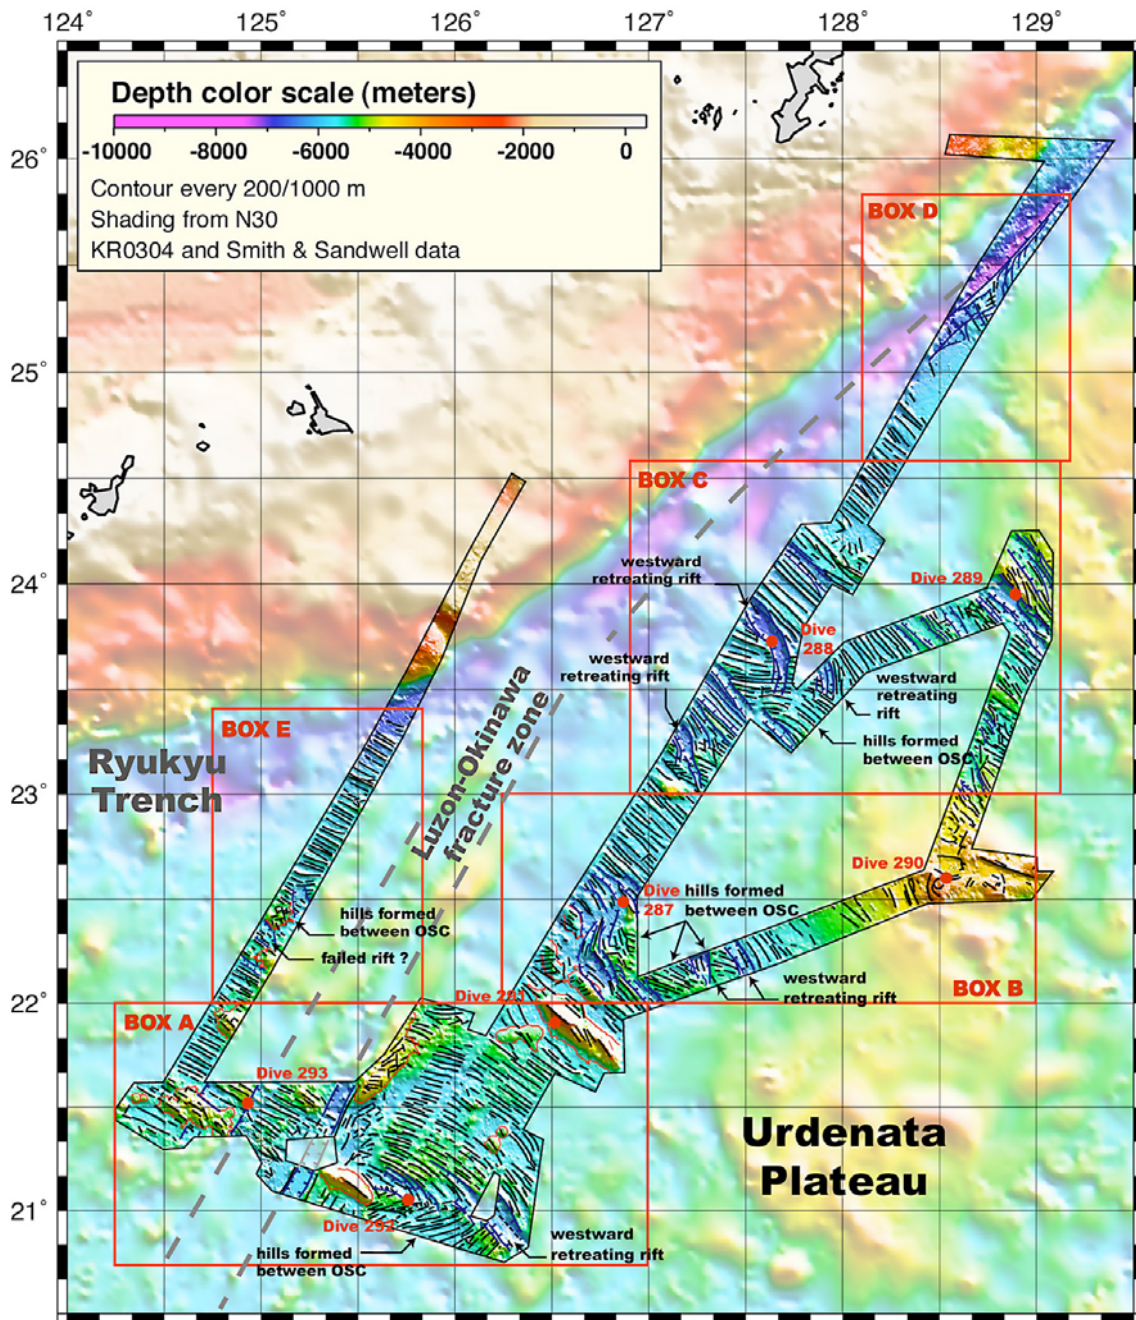 124° 125° 126° 127° 128° 129°
Depth color scale (meters)
-10000 -8000 -6000 -4000 -2000 0
Contour every 200/1000 m
Shading from N30
KR0304 and Smith & Sandwell data
26°
BOX D
25°
BOX C
westward
retreating rift
24°
Dive 289
Dive
288
westward
retreating rift
westward
retreating
rift
hills formed
between OSC
BOX E
Ryukyu
Trench
Luzon-Okinawa
fracture zone
23°
Dive 290
Dive
287
hills formed
between OSC
hills formed
between OSC
failed rift ?
westward
retreating rift
BOX B
22°
Dive 291
BOX A
Dive 293
Urdenata
Plateau
21°
Dive 292
westward
retreating rift
hills formed
between OSC